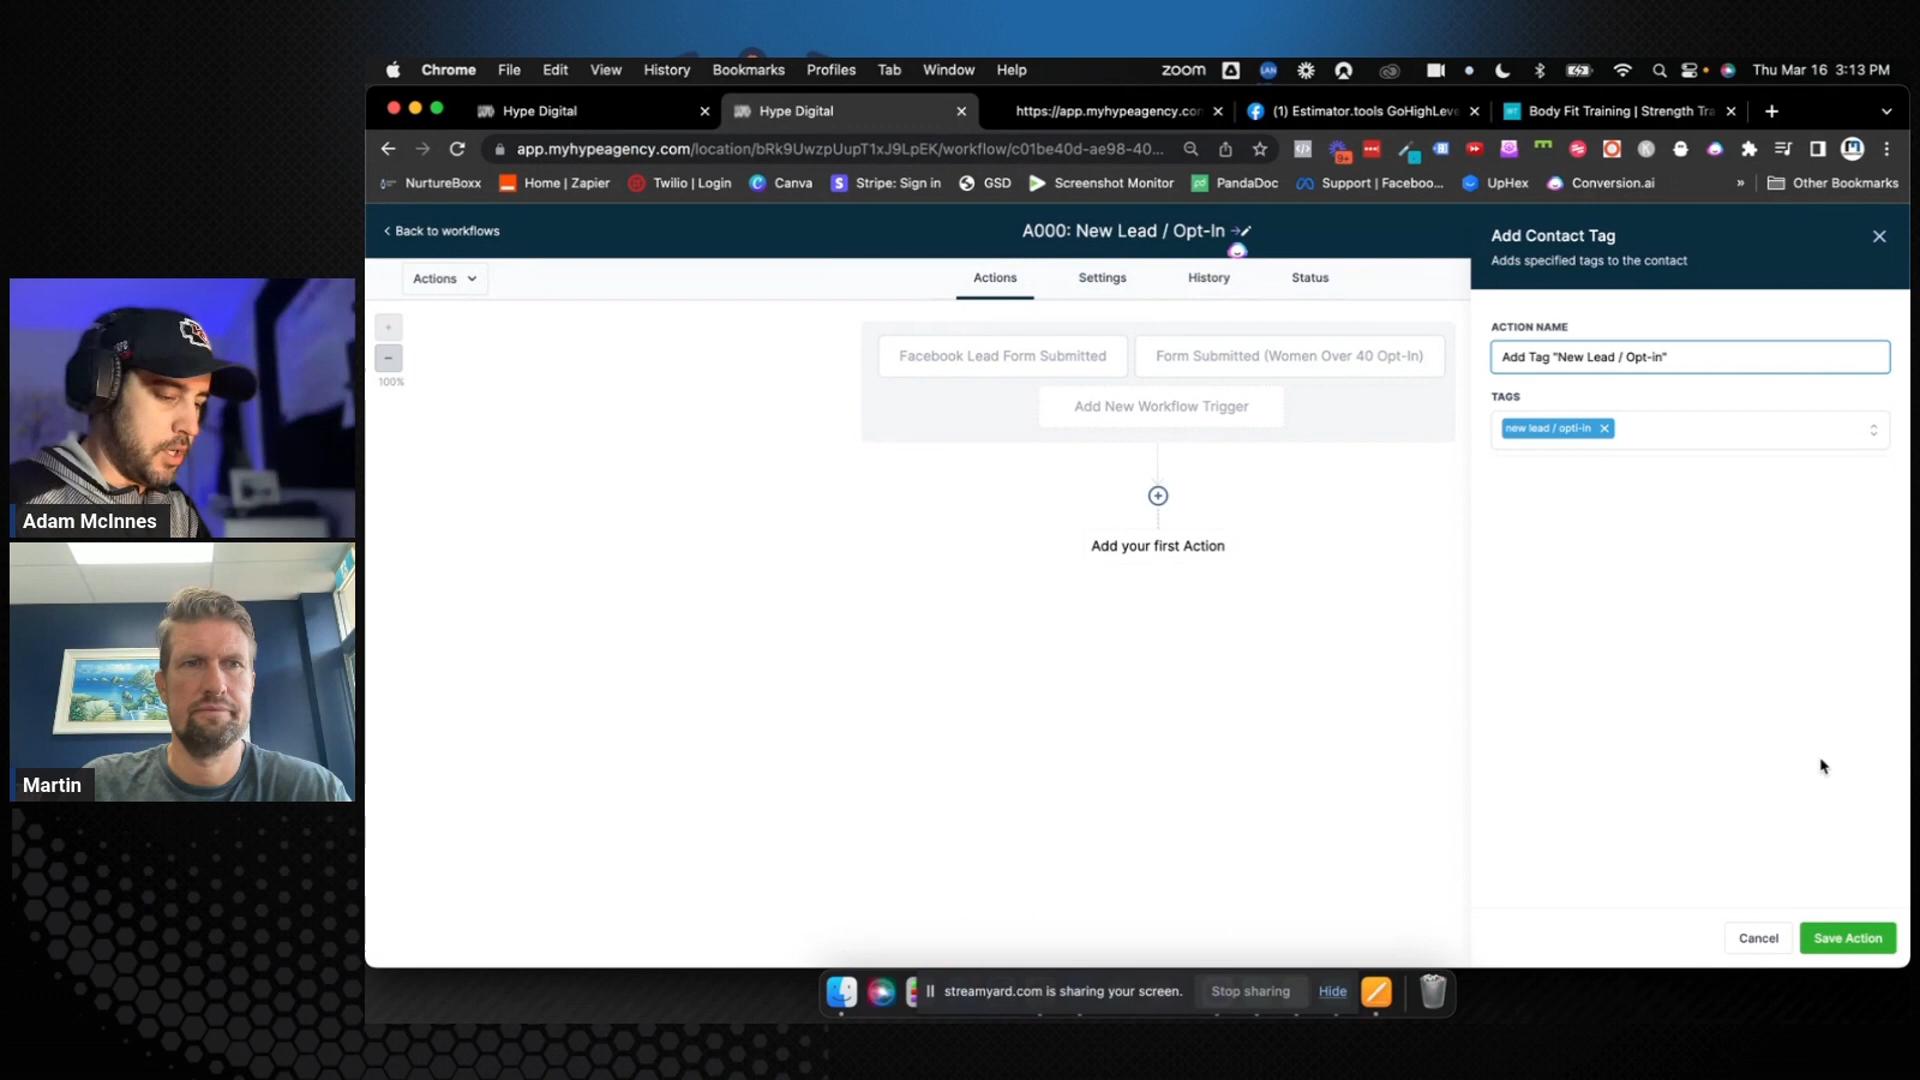 Chrome File Edit View History Bookmarks Profiles Tab Window Help
zoom LAN Thu Mar 16 3:13 PM
Hype Digital
Hype Digital
https://app.myhypeagency.con
(1) Estimator.tools GoHighLeve
Body Fit Training | Strength Tra
app.myhypeagency.com/location/bRk9UwzpUupT1xJ9LpEK/workflow/c01be40d-ae98-40...
9+
NurtureBoxx Home | Zapier Twilio | Login Canva Stripe: Sign in GSD Screenshot Monitor PandaDoc Support | Faceboo... UpHex Conversion.ai » Other Bookmarks
Back to workflows
A000: New Lead / Opt-In
Actions
Actions Settings History Status
100%
Facebook Lead Form Submitted
Form Submitted (Women Over 40 Opt-In)
Add New Workflow Trigger
Add your first Action
Add Contact Tag
Adds specified tags to the contact
ACTION NAME
Add Tag "New Lead / Opt-in"
TAGS
new lead / opti-in
Cancel
Save Action
Adam McInnes
Martin
streamyard.com is sharing your screen.
Stop sharing
Hide